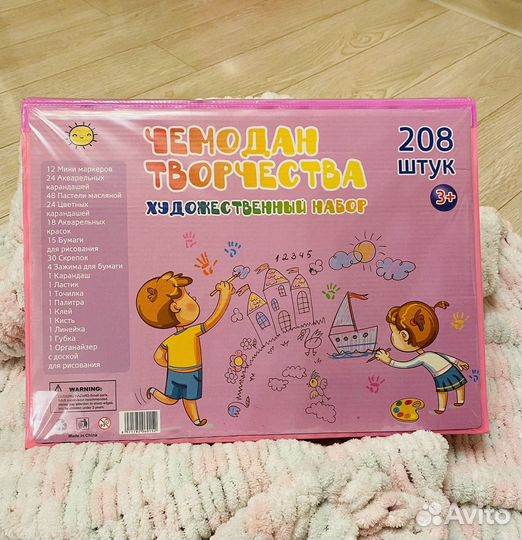 ЧЕМОДАН
ТВОРЧЕСТВА
ХУДОЖЕСТВЕННЫЙ НАБОР
208
ШТУК
3+
12 Мини маркеров
24 Акварельных
карандашей
48 Пастели масляной
24 Цветных
карандашей
18 Акварельных
красок
15 Бумаги
для рисования
30 Скрепок
4 Зажима для бумаги
1 Карандаш
1 Ластик
1 Точилка
1 Палитра
1 Клей
1 Кисть
1 Линейка
1 Губка
1 Органайзер
с доской
для рисования
12345
WARNING:
Made in China
Avito